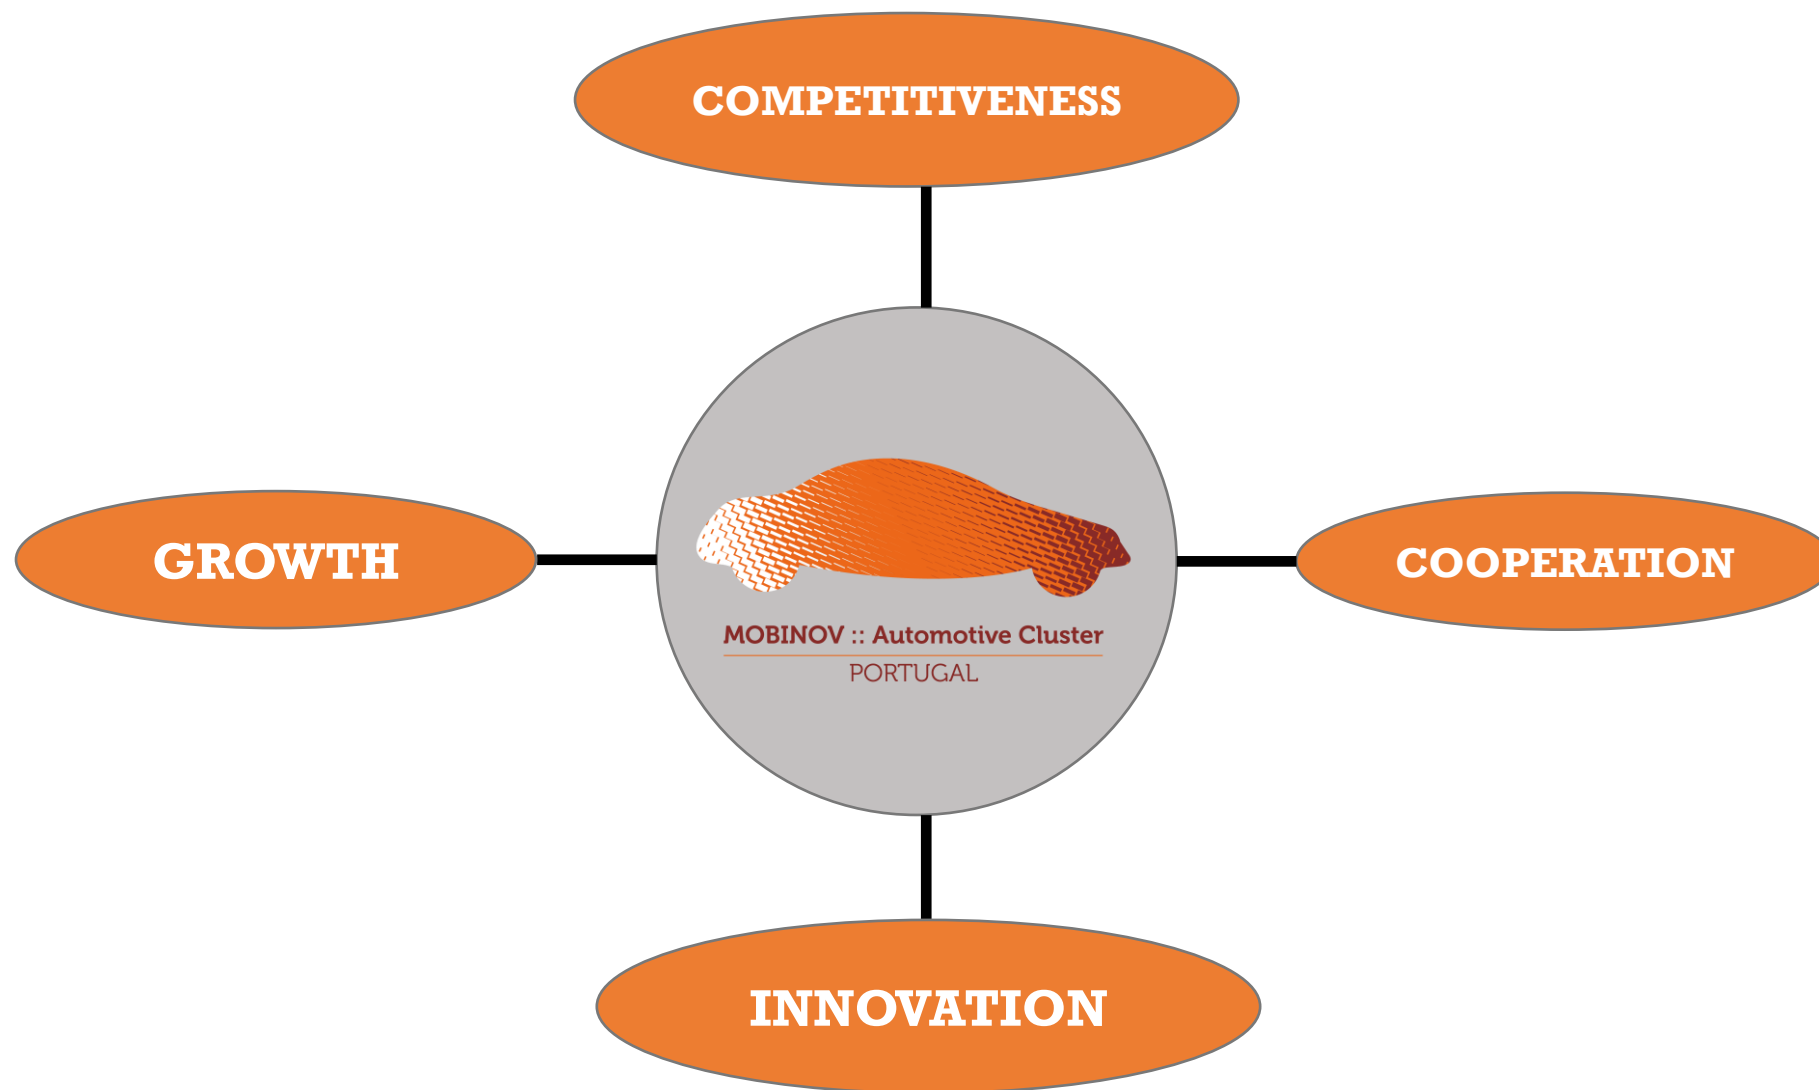 COMPETITIVENESS
GROWTH
COOPERATION
MOBINOV :: Automotive Cluster
PORTUGAL
INNOVATION